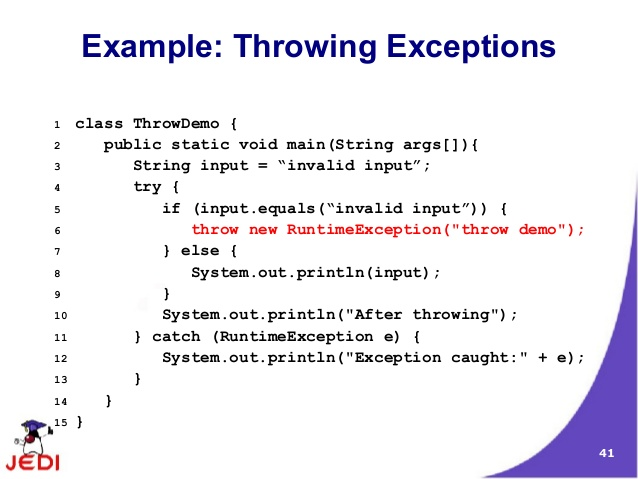 Example: Throwing Exceptions
1 class ThrowDemo {
2 public static void main(String args[]){
3 String input = “invalid input”;
4 try {
5 if (input.equals(“invalid input”)) {
6 throw new RuntimeException("throw demo");
7 } else {
8 System.out.println(input);
9 }
10 System.out.println("After throwing");
11 } catch (RuntimeException e) {
12 System.out.println("Exception caught:" + e);
13 }
14 }
15 }
41
JEDI